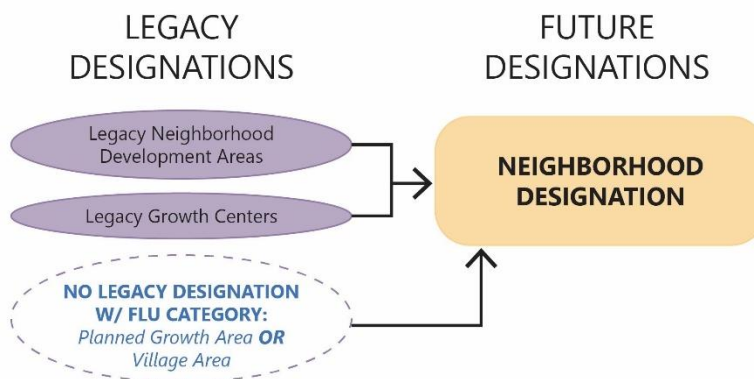 LEGACY
DESIGNATIONS
FUTURE
DESIGNATIONS
Legacy Neighborhood
Development Areas
Legacy Growth Centers
NO LEGACY DESIGNATION
W/ FLU CATEGORY:
Planned Growth Area OR
Village Area
NEIGHBORHOOD
DESIGNATION